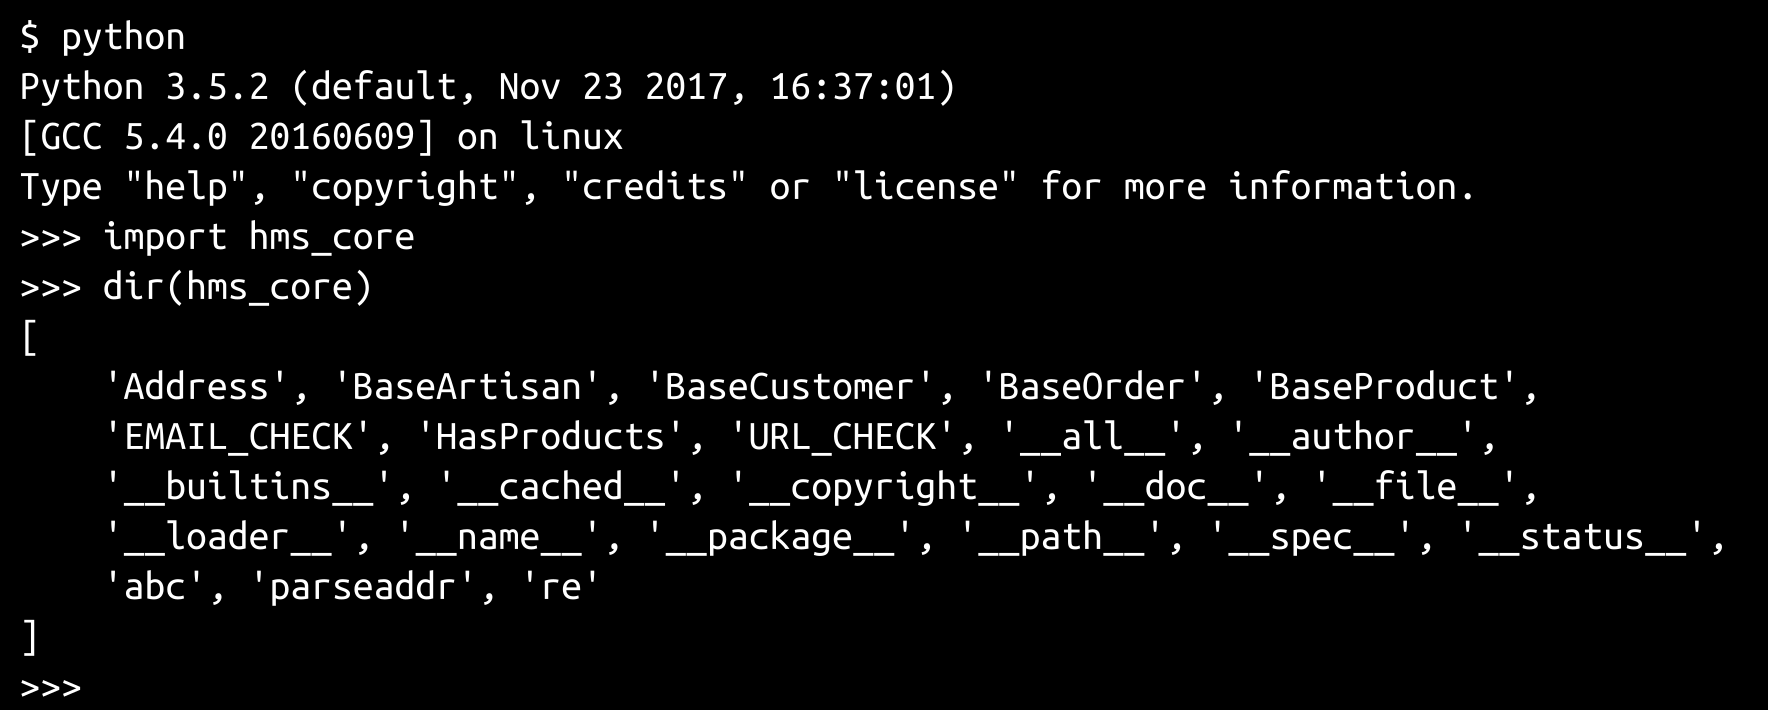 $ python
Python 3.5.2 (default, Nov 23 2017, 16:37:01)
[GCC 5.4.0 20160609] on linux
Type "help", "copyright", "credits" or "license" for more information.
>>> import hms_core
>>> dir(hms_core)
[
    'Address', 'BaseArtisan', 'BaseCustomer', 'BaseOrder', 'BaseProduct',
    'EMAIL_CHECK', 'HasProducts', 'URL_CHECK', '__all__', '__author__',
    '__builtins__', '__cached__', '__copyright__', '__doc__', '__file__',
    '__loader__', '__name__', '__package__', '__path__', '__spec__', '__status__',
    'abc', 'parseaddr', 're'
]
>>>